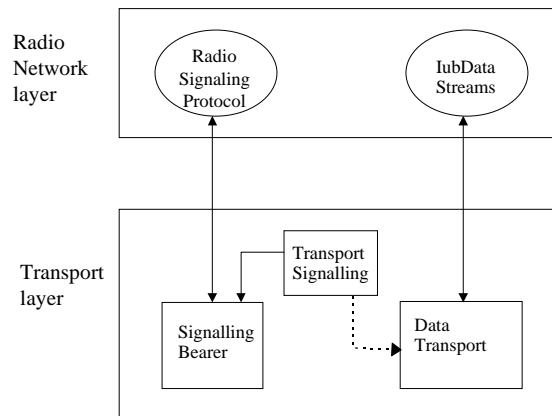 Radio
Network
layer
Radio
Signaling
Protocol
IubData
Streams
Transport
layer
Transport
Signalling
Signalling
Bearer
Data
Transport